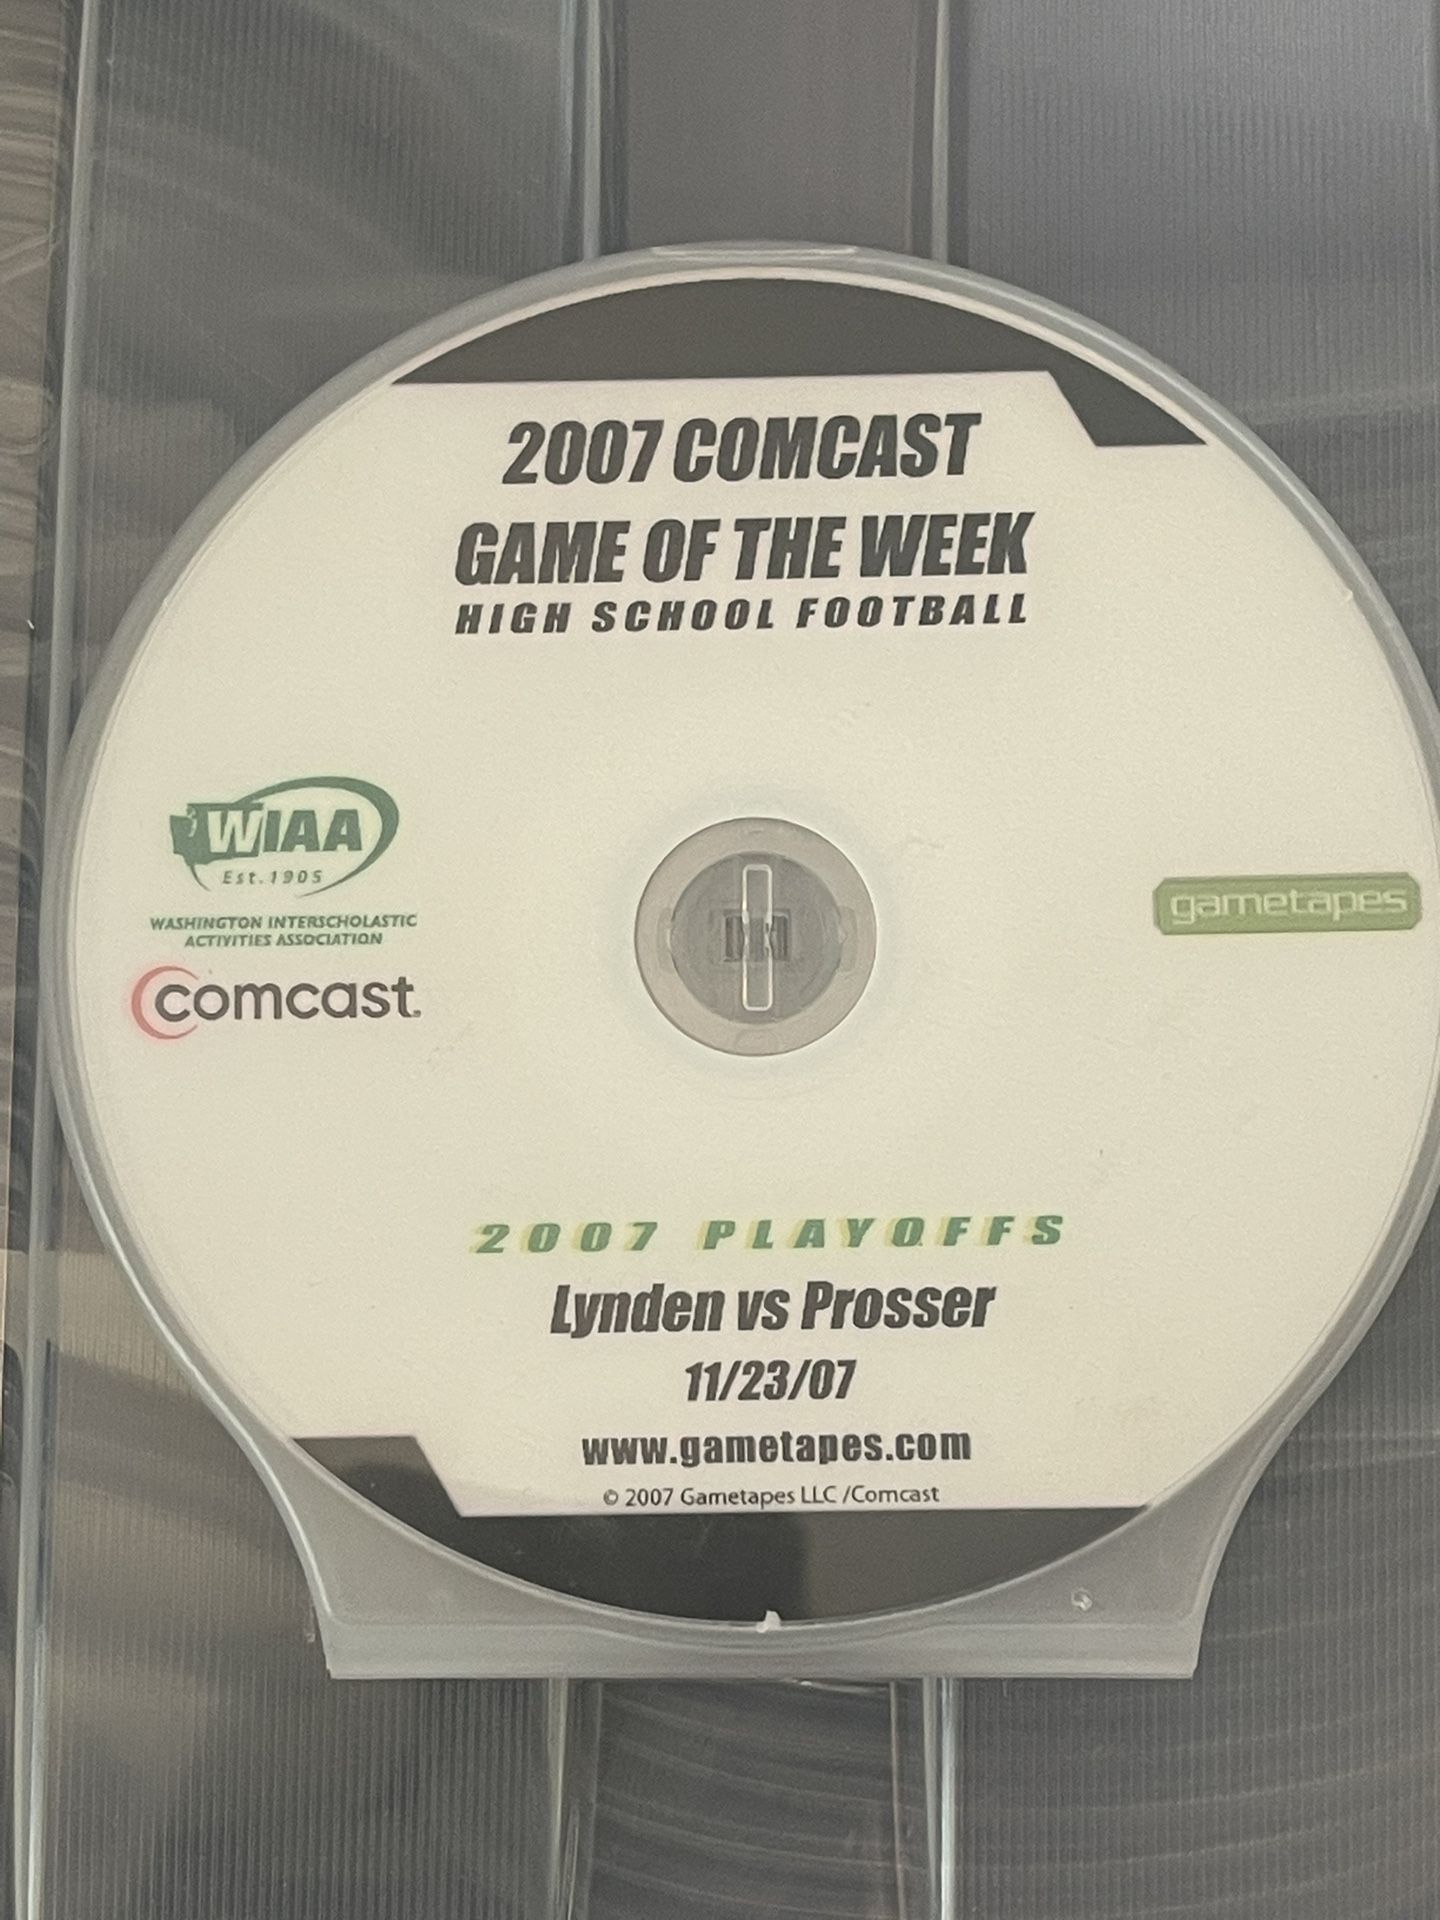 2007 COMCAST
GAME OF THE WEEK
HIGH SCHOOL FOOTBALL
WIAA
Est. 1905
WASHINGTON INTERSCHOLASTIC
ACTIVITIES ASSOCIATION
comcast.
gametapes
2007 PLAYOFFS
Lynden vs Prosser
11/23/07
www.gametapes.com
© 2007 Gametapes LLC /Comcast